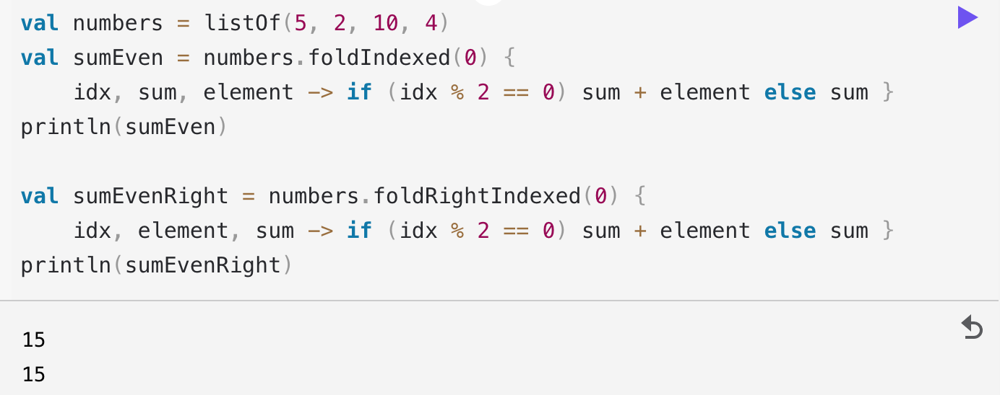 val numbers = listOf(5, 2, 10, 4)
val sumEven = numbers.foldIndexed(0) {
    idx, sum, element -> if (idx % 2 == 0) sum + element else sum }
println(sumEven)

val sumEvenRight = numbers.foldRightIndexed(0) {
    idx, element, sum -> if (idx % 2 == 0) sum + element else sum }
println(sumEvenRight)
15
15